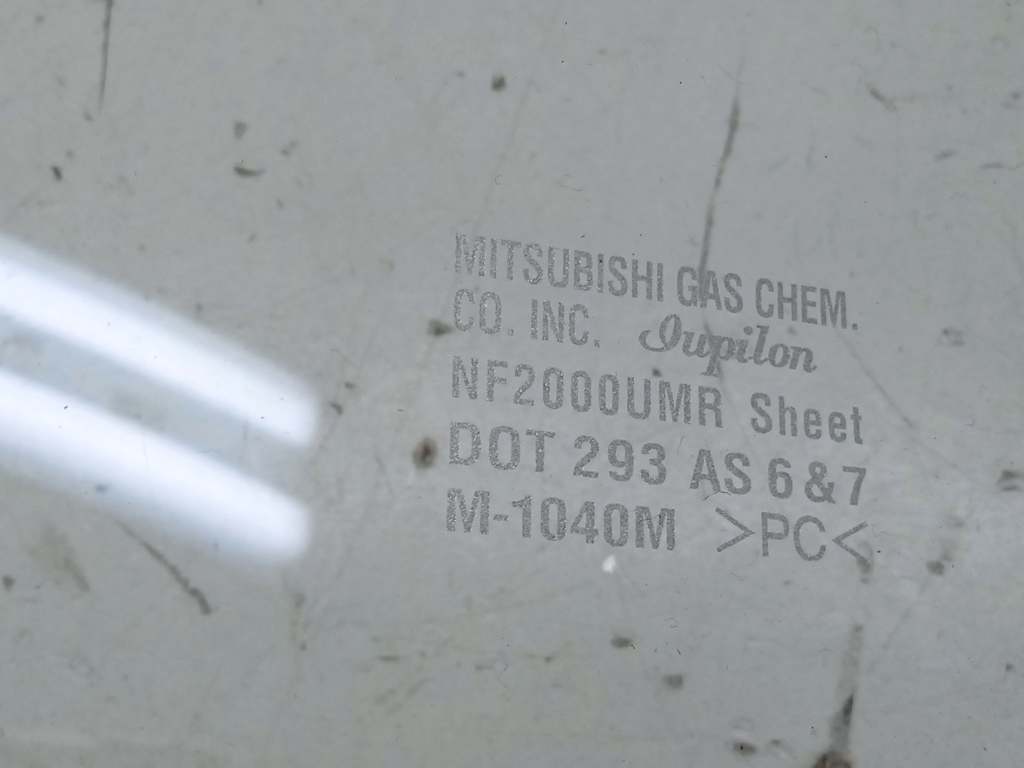 MITSUBISHI GAS CHEM.
CO. INC. Iupilon
NF2000UMR Sheet
DOT 293 AS 6&7
M-1040M >PC<